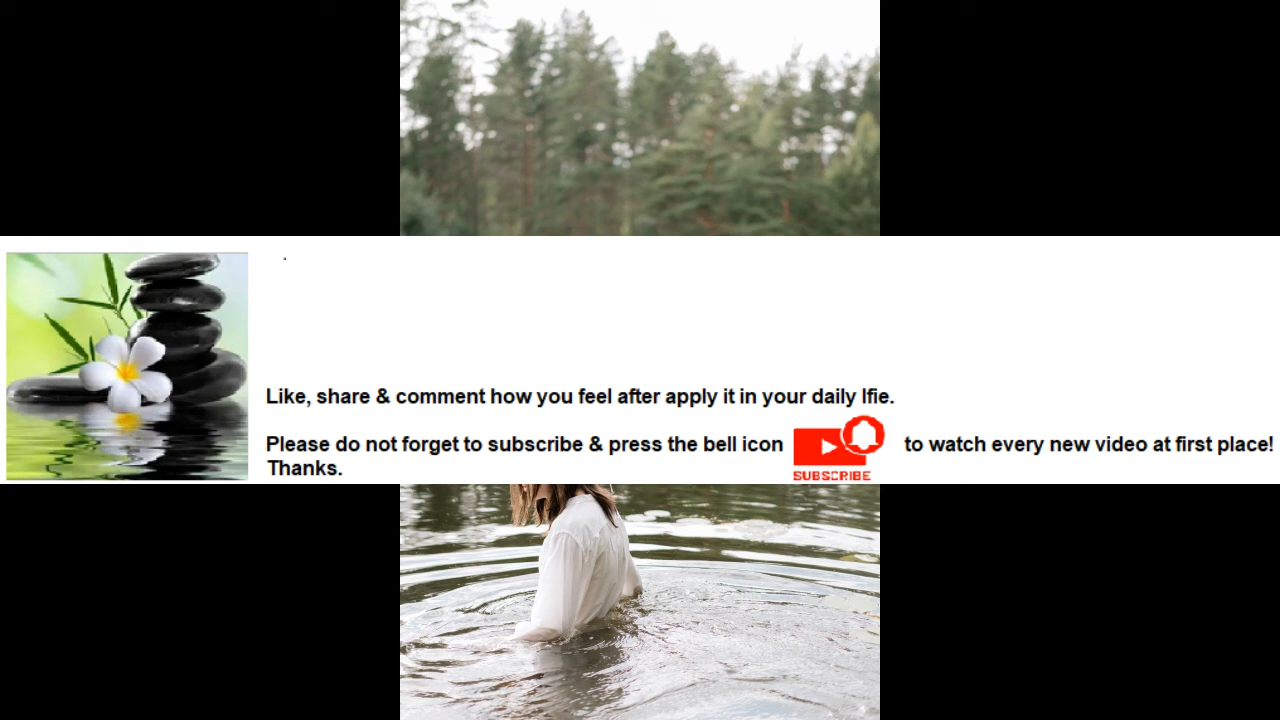 Like, share & comment how you feel after apply it in your daily lfie.
Please do not forget to subscribe & press the bell icon to watch every new video at first place!
SUBSCRIBE
Thanks.